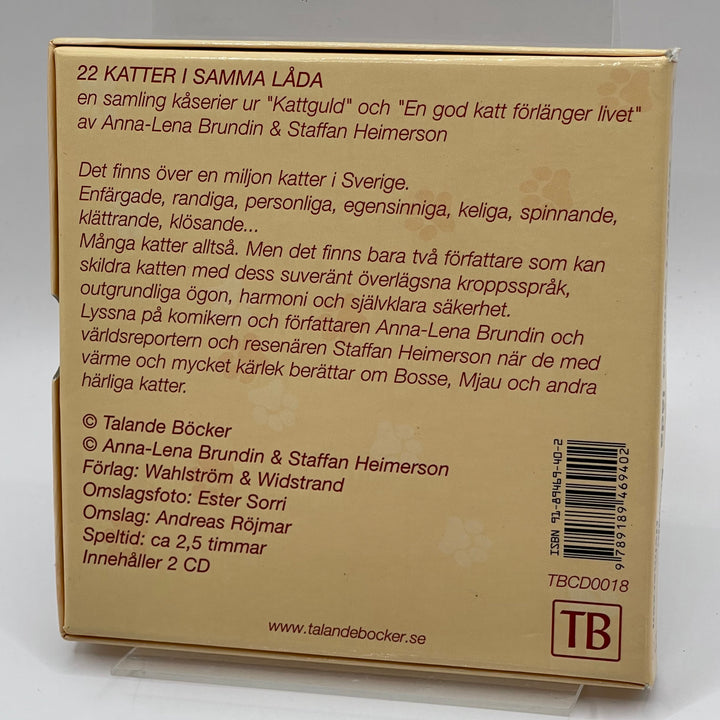 22 KATTER I SAMMA LÅDA
en samling kåserier ur "Kattguld" och "En god katt förlänger livet"
av Anna-Lena Brundin & Staffan Heimerson
Det finns över en miljon katter i Sverige.
Enfärgade, randiga, personliga, egensinniga, keliga, spinnande,
klättrande, klösande...
Många katter alltså. Men det finns bara två författare som kan
skildra katten med dess suveränt överlägsna kroppsspråk,
outgrundliga ögon, harmoni och självklara säkerhet.
Lyssna på komikern och författaren Anna-Lena Brundin och
världsreportern och resenären Staffan Heimerson när de med
värme och mycket kärlek berättar om Bosse, Mjau och andra
härliga katter.
© Talande Böcker
© Anna-Lena Brundin & Staffan Heimerson
Förlag: Wahlström & Widstrand
Omslagsfoto: Ester Sorri
Omslag: Andreas Röjmar
Speltid: ca 2,5 timmar
Innehåller 2 CD
ISBN 91-89469-40-2
9 789189 469402
TBCD0018
TB
www.talandebocker.se